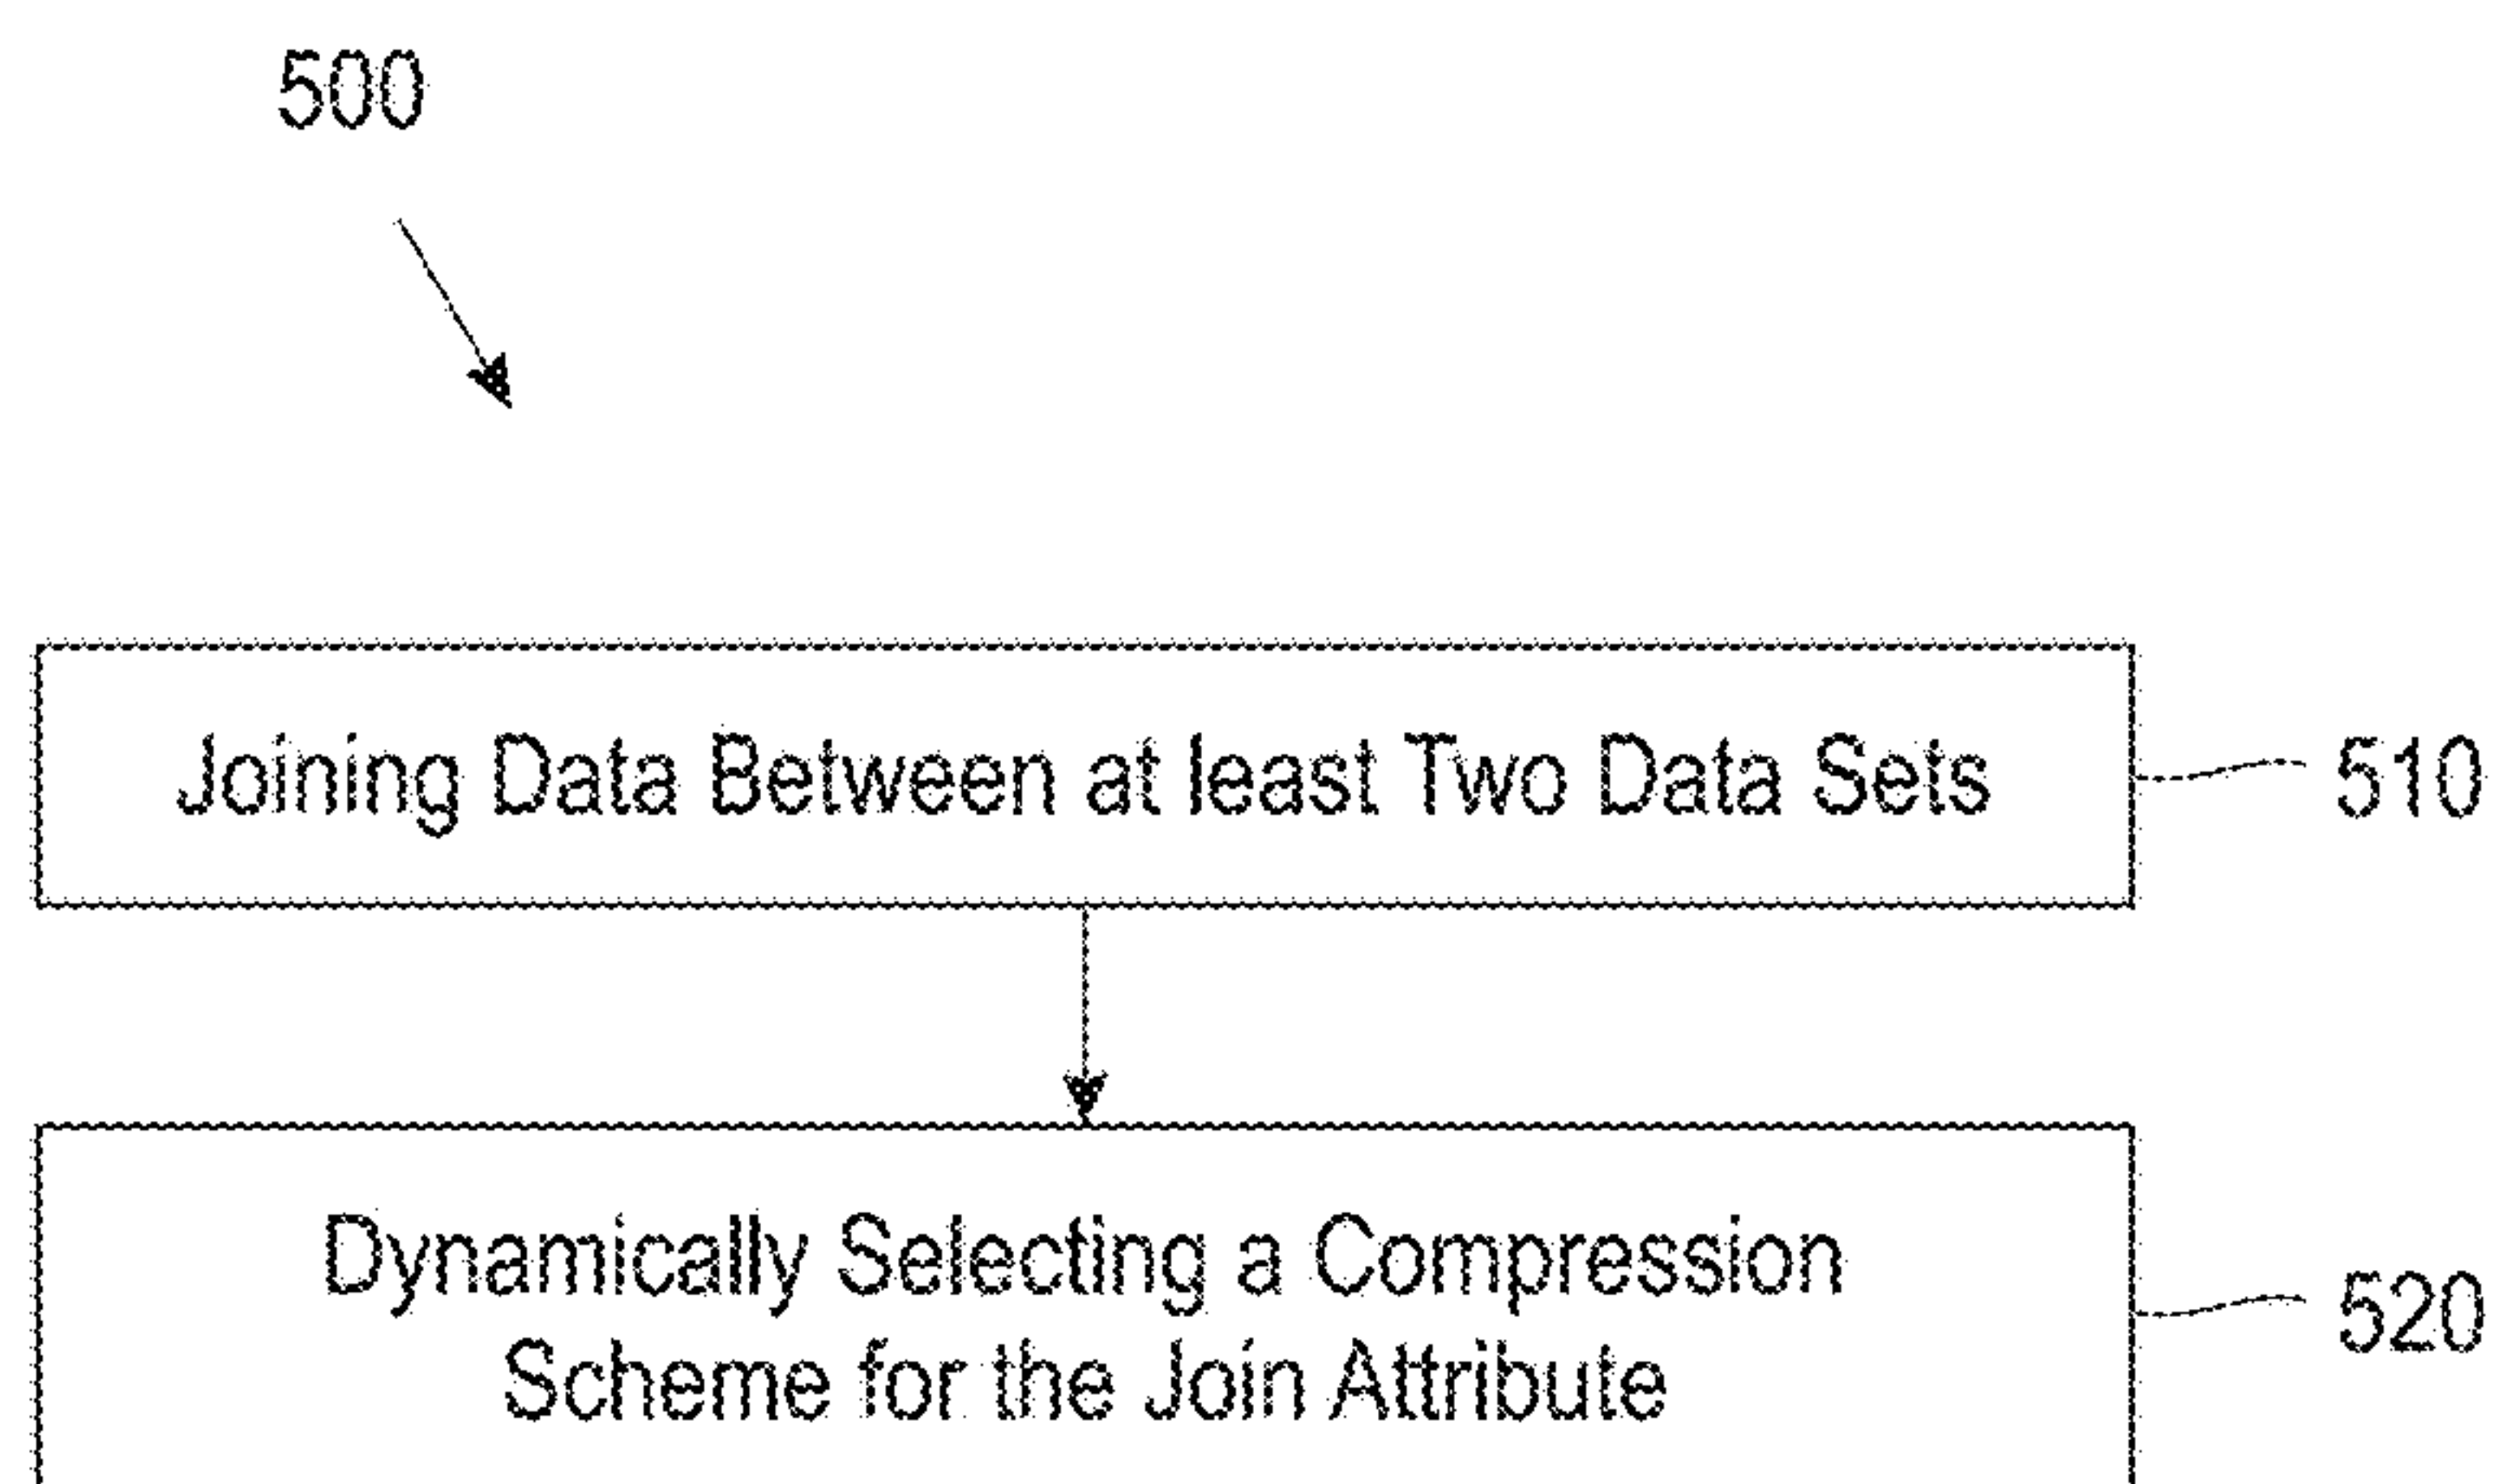 500
Joining Data Between at least Two Data Sets
510
Dynamically Selecting a Compression
Scheme for the Join Attribute
520